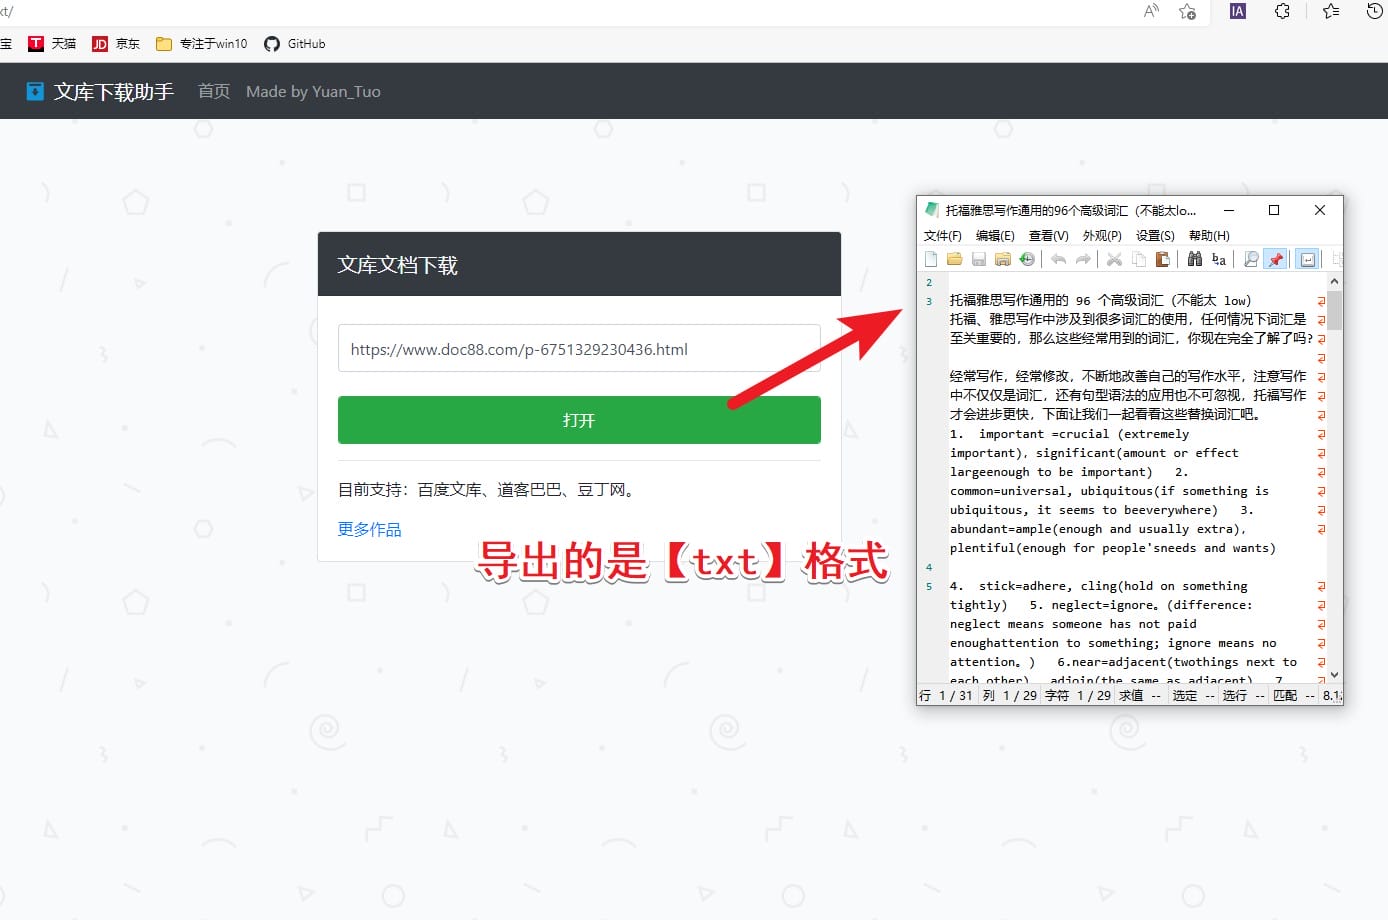 xt/
IA
宝 天猫 JD 京东 专注于win10 GitHub
文库下载助手 首页 Made by Yuan_Tuo
文库文档下载
https://www.doc88.com/p-6751329230436.html
打开
目前支持：百度文库、道客巴巴、豆丁网。
更多作品
导出的是【txt】格式
托福雅思写作通用的96个高级词汇（不能太lo...
文件(F) 编辑(E) 查看(V) 外观(P) 设置(S) 帮助(H)
2
3 托福雅思写作通用的 96 个高级词汇（不能太 low）
托福、雅思写作中涉及到很多词汇的使用，任何情况下词汇是
至关重要的，那么这些经常用到的词汇，你现在完全了解了吗？
经常写作，经常修改，不断地改善自己的写作水平，注意写作
中不仅仅是词汇，还有句型语法的应用也不可忽视，托福写作
才会进步更快，下面让我们一起看看这些替换词汇吧。
1. important =crucial (extremely
important), significant(amount or effect
largeenough to be important) 2.
common=universal, ubiquitous(if something is
ubiquitous, it seems to beeverywhere) 3.
abundant=ample(enough and usually extra),
plentiful(enough for people'sneeds and wants)
4
5 4. stick=adhere, cling(hold on something
tightly) 5. neglect=ignore。(difference:
neglect means someone has not paid
enoughattention to something; ignore means no
attention。) 6.near=adjacent(twothings next to
each other), adjoin(the same as adjacent) 7.
行 1 / 31 列 1 / 29 字符 1 / 29 求值 -- 选定 -- 选行 -- 匹配 -- 8.1